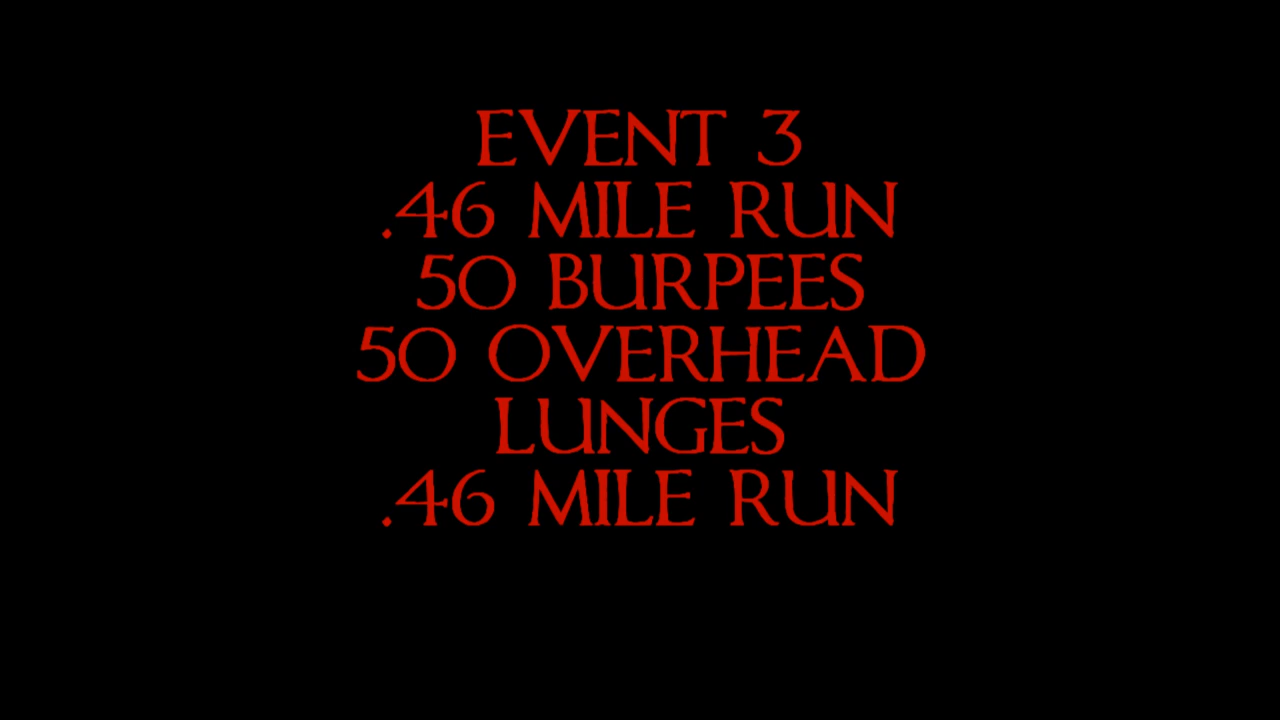 EVENT 3
.46 MILE RUN
50 BURPEES
50 OVERHEAD
LUNGES
.46 MILE RUN